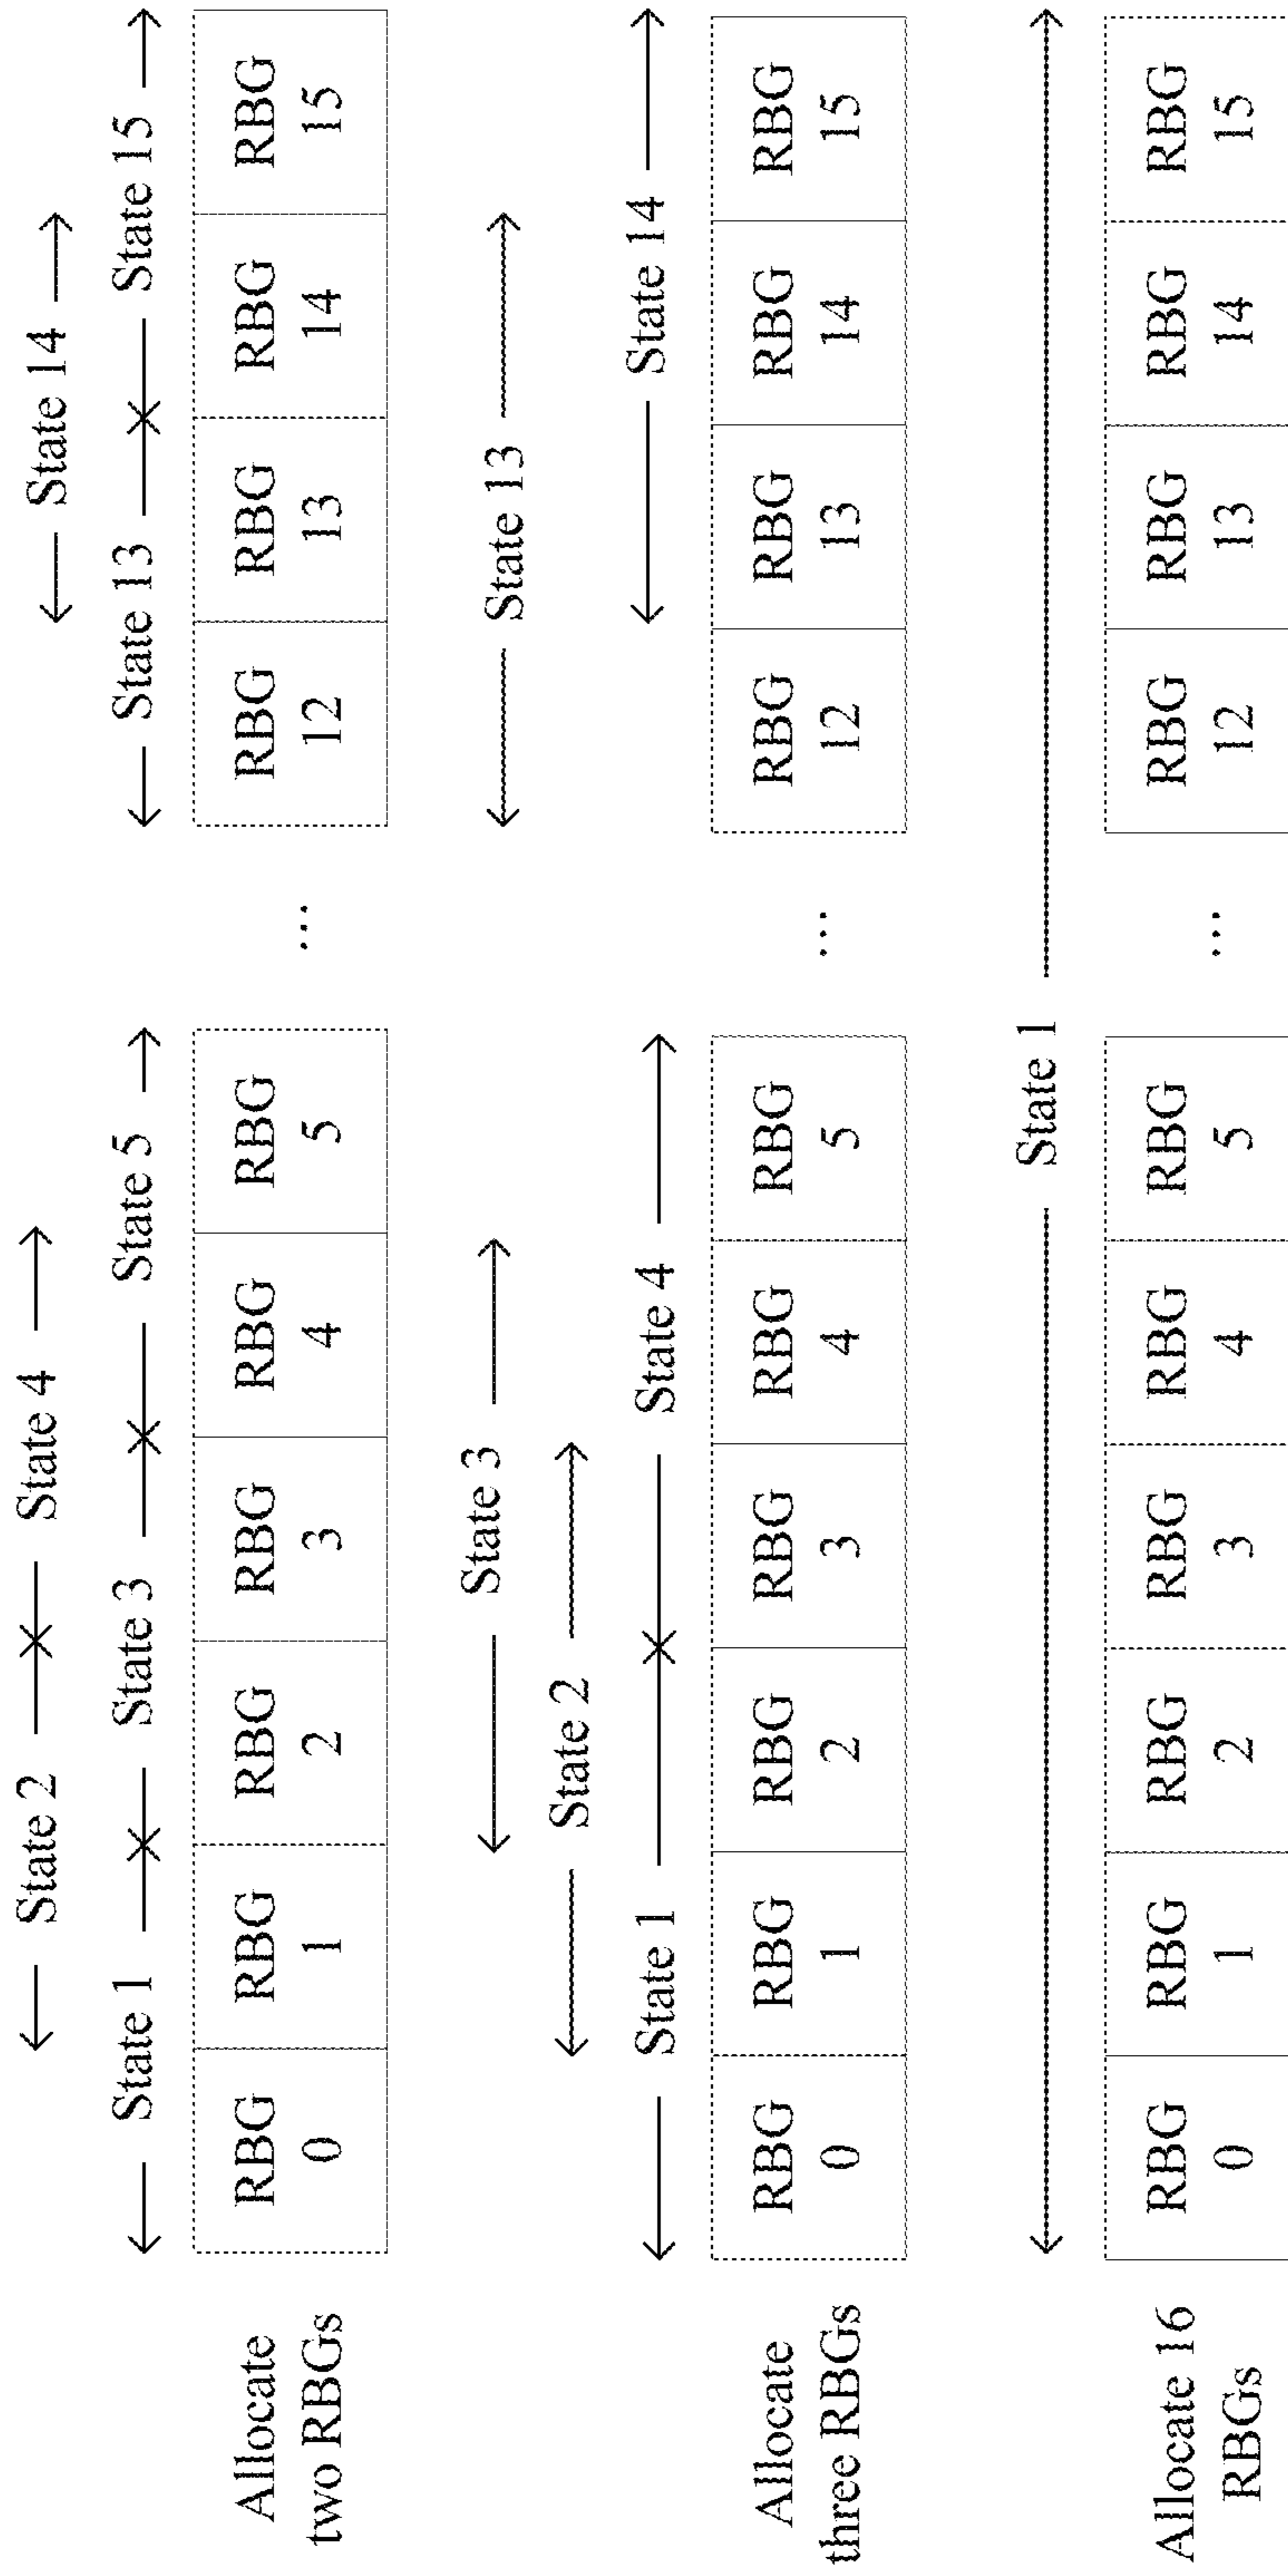 State 2 State 4 State 14
State 1 State 3 State 5 State 13 State 15
Allocate
two RBGs
RBG RBG RBG RBG RBG RBG ... RBG RBG RBG RBG
0 1 2 3 4 5 12 13 14 15
State 3 State 13
State 2
State 1 State 4 State 14
Allocate
three RBGs
RBG RBG RBG RBG RBG RBG ... RBG RBG RBG RBG
0 1 2 3 4 5 12 13 14 15
State 1
Allocate 16
RBGs
RBG RBG RBG RBG RBG RBG ... RBG RBG RBG RBG
0 1 2 3 4 5 12 13 14 15